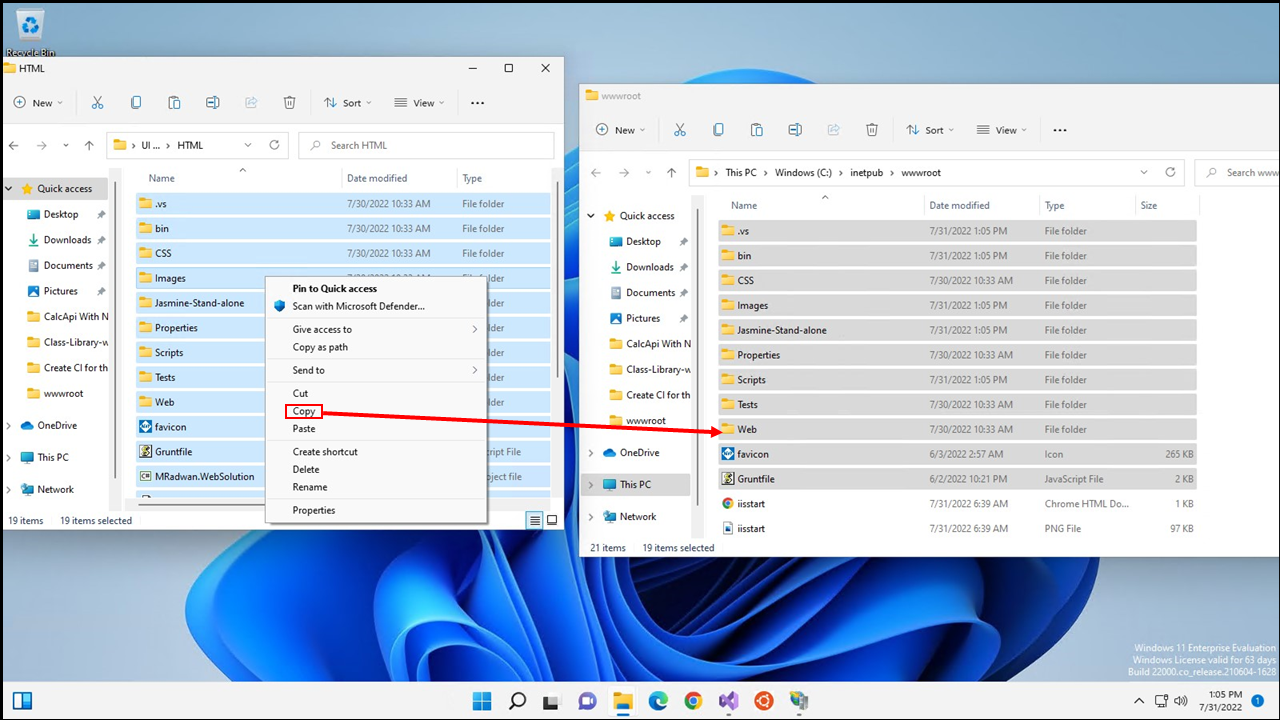 Recycle Bin
HTML
New
Sort
View
UI ... > HTML
Search HTML
Name Date modified Type
Quick access
Desktop
Downloads
Documents
Pictures
CalcApi With N
Class-Library-w
Create CI for th
wwwroot
OneDrive
This PC
Network
.vs 7/30/2022 10:33 AM File folder
bin 7/30/2022 10:33 AM File folder
CSS 7/30/2022 10:33 AM File folder
Images
Jasmine-Stand-alone
Properties
Scripts
Tests
Web
favicon
Gruntfile
MRadwan.WebSolution
19 items 19 items selected
Pin to Quick access
Scan with Microsoft Defender...
Give access to
Copy as path
Send to
Cut
Copy
Paste
Create shortcut
Delete
Rename
Properties
wwwroot
New
Sort
View
This PC > Windows (C:) > inetpub > wwwroot
Search www
Name Date modified Type Size
Quick access
Desktop
Downloads
Documents
Pictures
CalcApi With N
Class-Library-w
Create CI for th
wwwroot
OneDrive
This PC
Network
.vs 7/31/2022 1:05 PM File folder
bin 7/31/2022 1:05 PM File folder
CSS 7/30/2022 10:33 AM File folder
Images 7/31/2022 1:05 PM File folder
Jasmine-Stand-alone 7/31/2022 1:05 PM File folder
Properties 7/30/2022 10:33 AM File folder
Scripts 7/31/2022 1:05 PM File folder
Tests 7/30/2022 10:33 AM File folder
Web 7/30/2022 10:33 AM File folder
favicon 6/3/2022 2:57 AM Icon 265 KB
Gruntfile 6/2/2022 10:21 PM JavaScript File 2 KB
iisstart 7/31/2022 6:39 AM Chrome HTML Do... 1 KB
iisstart 7/31/2022 6:39 AM PNG File 97 KB
21 items 19 items selected
Windows 11 Enterprise Evaluation
Windows License valid for 63 days
Build 22000.co_release.210604-1628
1:05 PM
7/31/2022
1